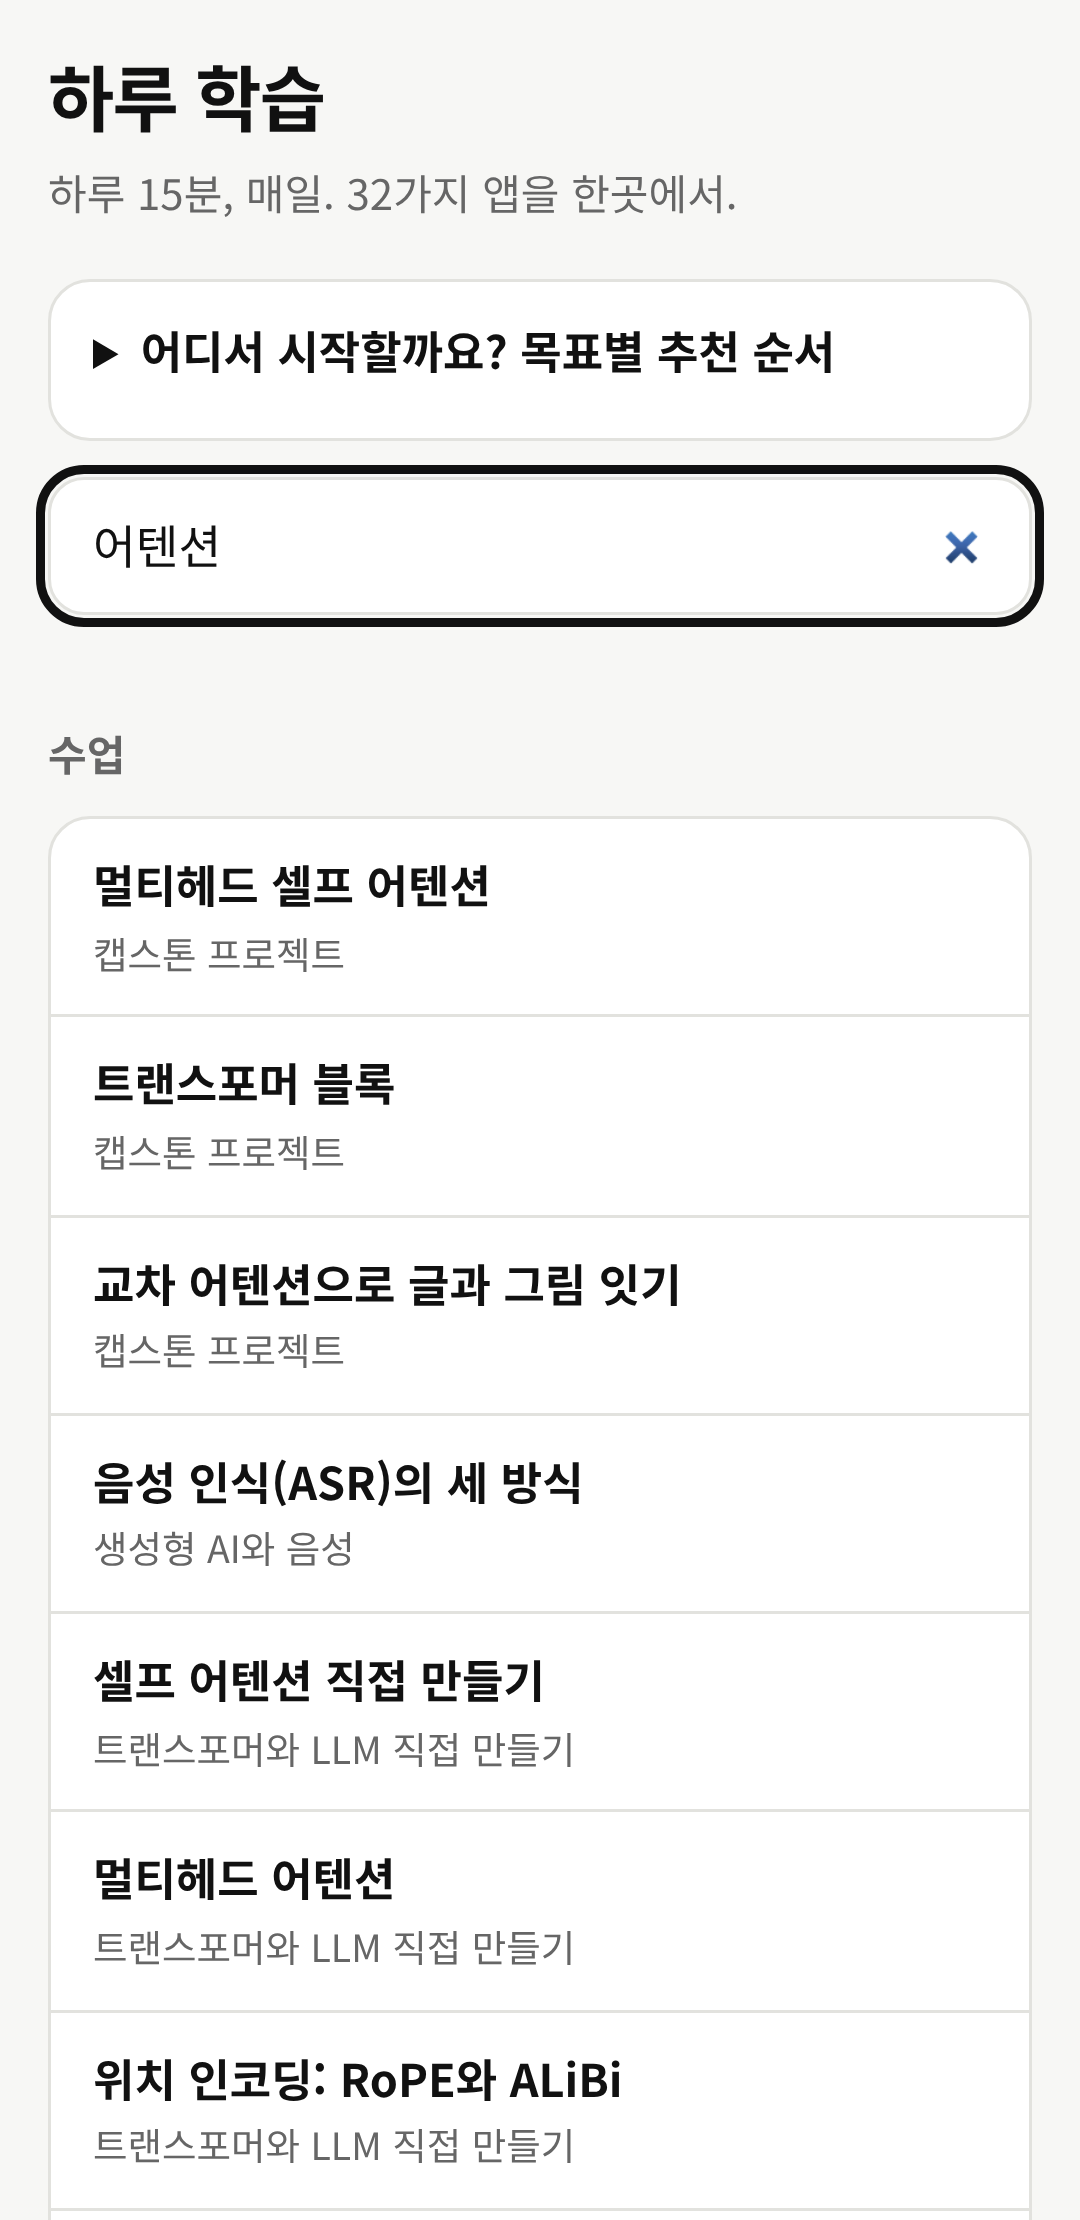 하루 학습
하루 15분, 매일. 32가지 앱을 한곳에서.
▶ 어디서 시작할까요? 목표별 추천 순서
어텐션
수업
멀티헤드 셀프 어텐션
캡스톤 프로젝트
트랜스포머 블록
캡스톤 프로젝트
교차 어텐션으로 글과 그림 잇기
캡스톤 프로젝트
음성 인식(ASR)의 세 방식
생성형 AI와 음성
셀프 어텐션 직접 만들기
트랜스포머와 LLM 직접 만들기
멀티헤드 어텐션
트랜스포머와 LLM 직접 만들기
위치 인코딩: RoPE와 ALiBi
트랜스포머와 LLM 직접 만들기